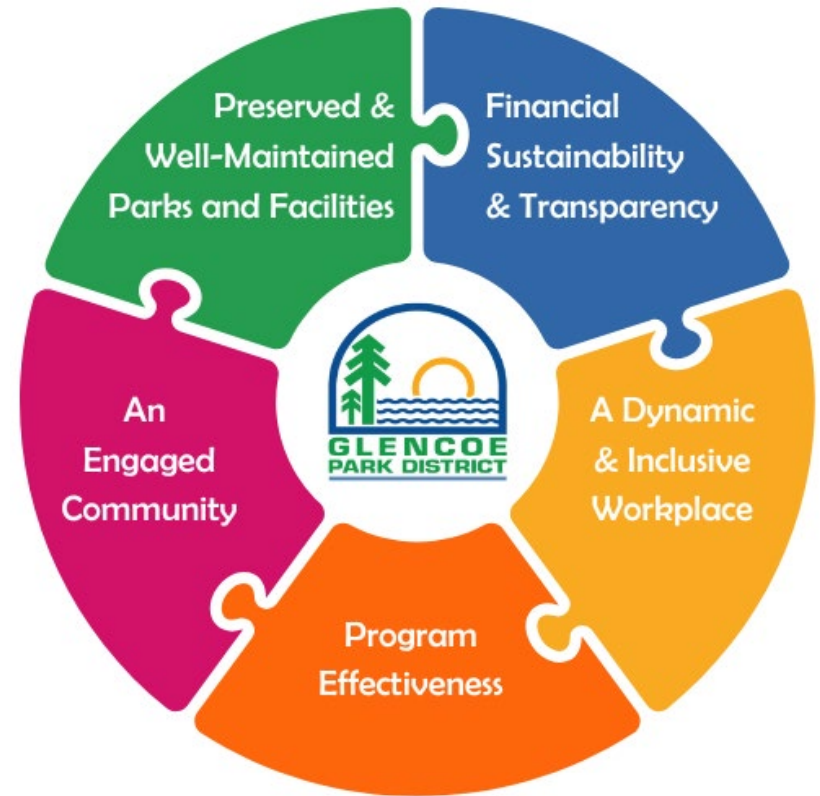 Preserved &
Well-Maintained
Parks and Facilities
Financial
Sustainability
& Transparency
A Dynamic
& Inclusive
Workplace
Program
Effectiveness
An
Engaged
Community
GLENCOE
PARK DISTRICT